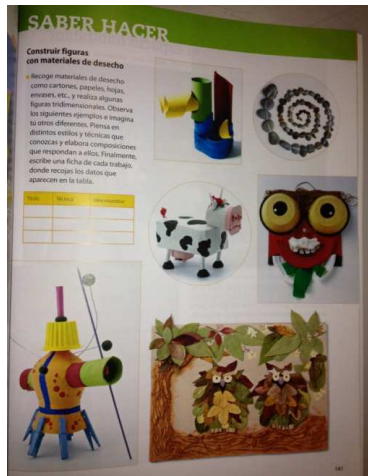 SABER HACER
Construir figuras
con materiales de desecho
Recoge materiales de desecho
como cartones, papeles, hojas,
envases, etc., y realiza algunas
figuras tridimensionales. Observa
los siguientes ejemplos e imagina
tú otros diferentes. Piensa en
distintos estilos y técnicas que
conozcas y elabora composiciones
que respondan a ellos. Finalmente,
escribe una ficha de cada trabajo,
donde recojas los datos que
aparecen en la tabla.
Título Técnica